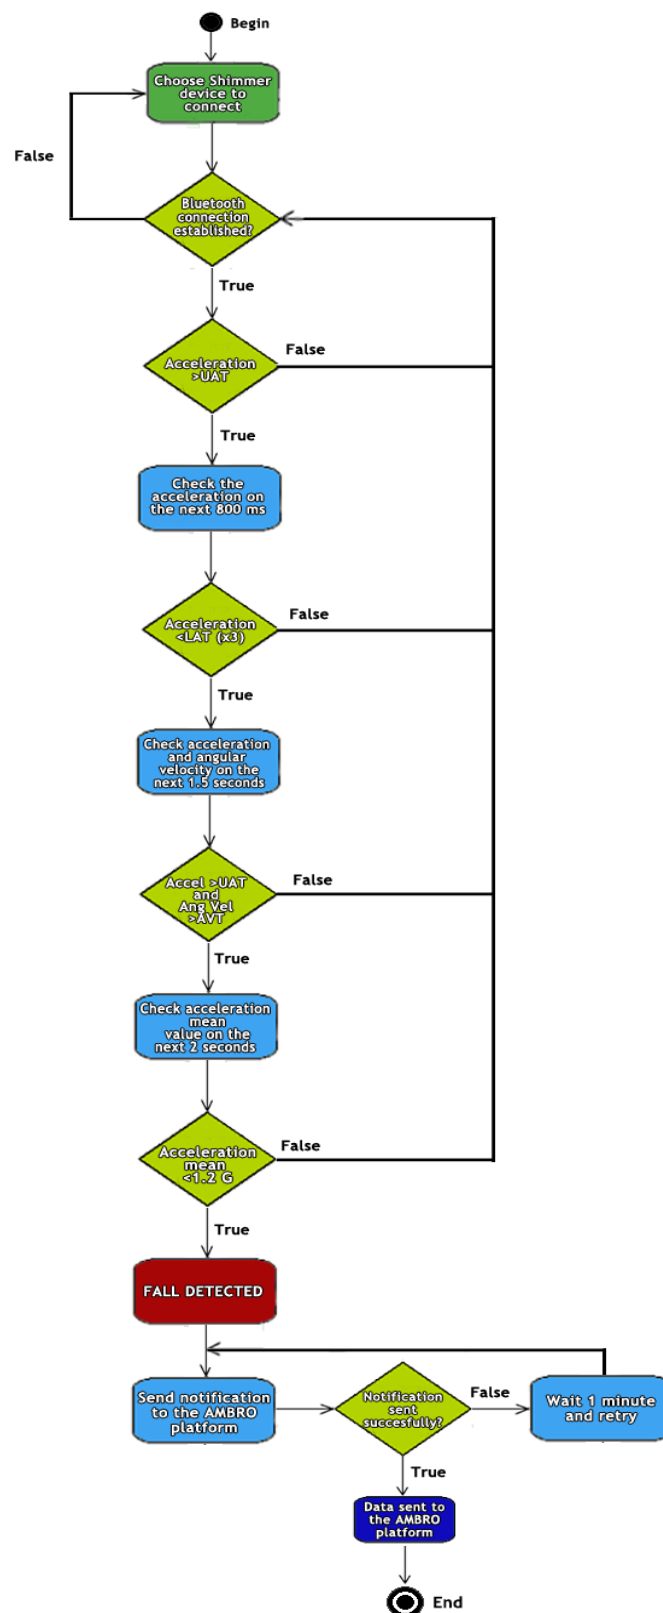 Begin
Choose Shimmer
device to
connect
False
Bluetooth
connection
established?
True
False
Acceleration
>UAT
True
Check the
acceleration on
the next 800 ms
False
Acceleration
<LAT (x3)
True
Check acceleration
and angular
velocity on the
next 1.5 seconds
False
Accel >UAT
and
Ang Vel
>AVT
True
Check acceleration
mean
value on the
next 2 seconds
False
Acceleration
mean
<1.2 G
True
FALL DETECTED
Send notification
to the AMBRO
platform
Notification
sent
succesfully?
False
Wait 1 minute
and retry
True
Data sent to
the AMBRO
platform
End